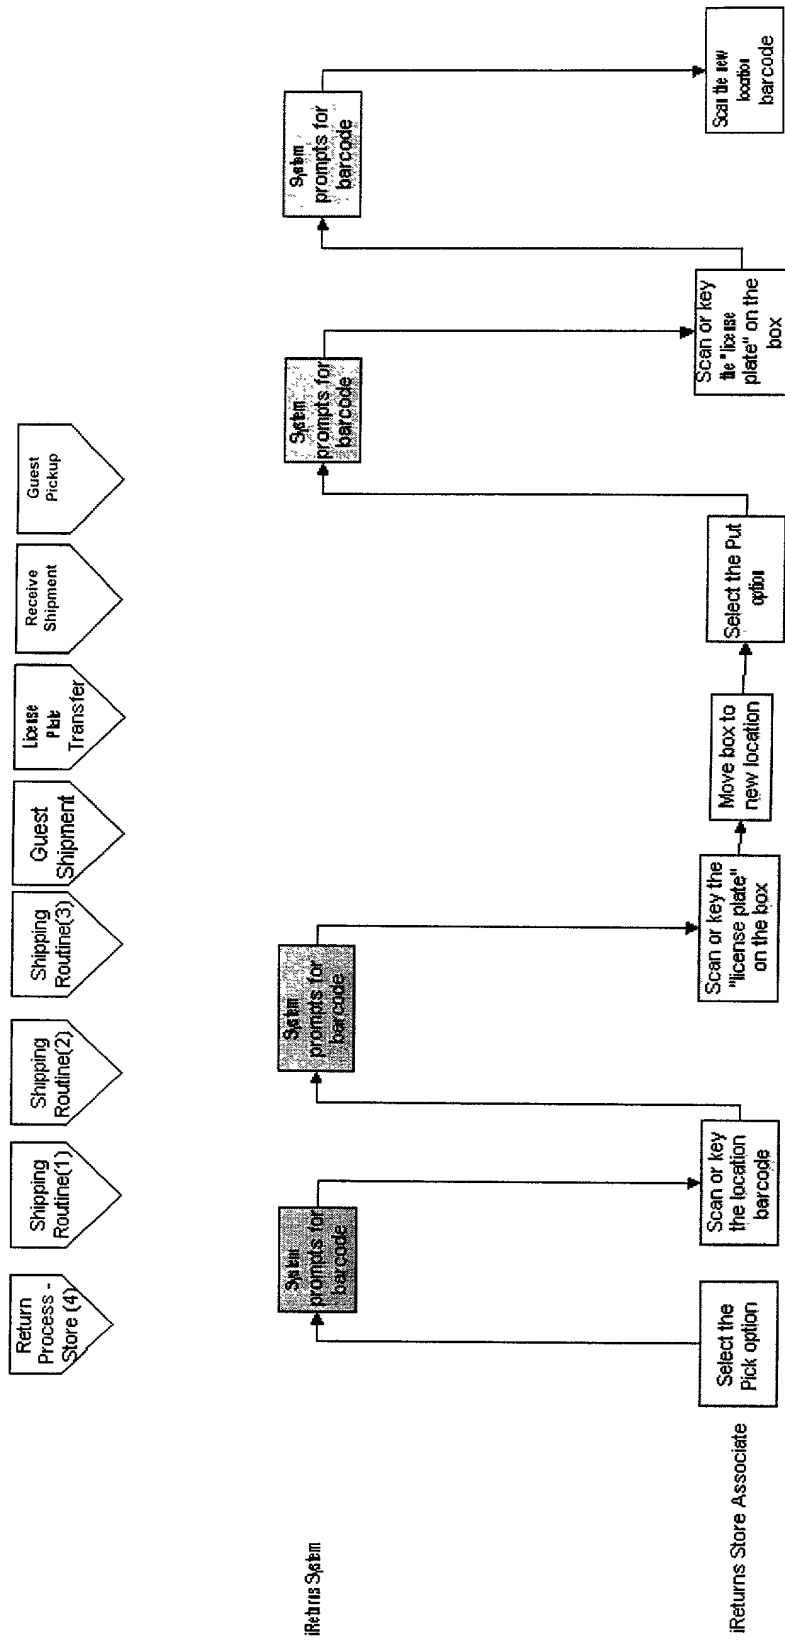 Return
Process -
Store (4)
Shipping
Routine(1)
Shipping
Routine(2)
Shipping
Routine(3)
Guest
Shipment
License
Plate
Transfer
Receive
Shipment
Guest
Pickup
iReturns System
System
prompts for
barcode
System
prompts for
barcode
System
prompts for
barcode
System
prompts for
barcode
iReturns Store Associate
Select the
Pick option
Scan or key
the location
barcode
Scan or key the
"license plate"
on the box
Move box to
new location
Select the Put
option
Scan or key
the "license
plate" on the
box
Scan the new
location
barcode